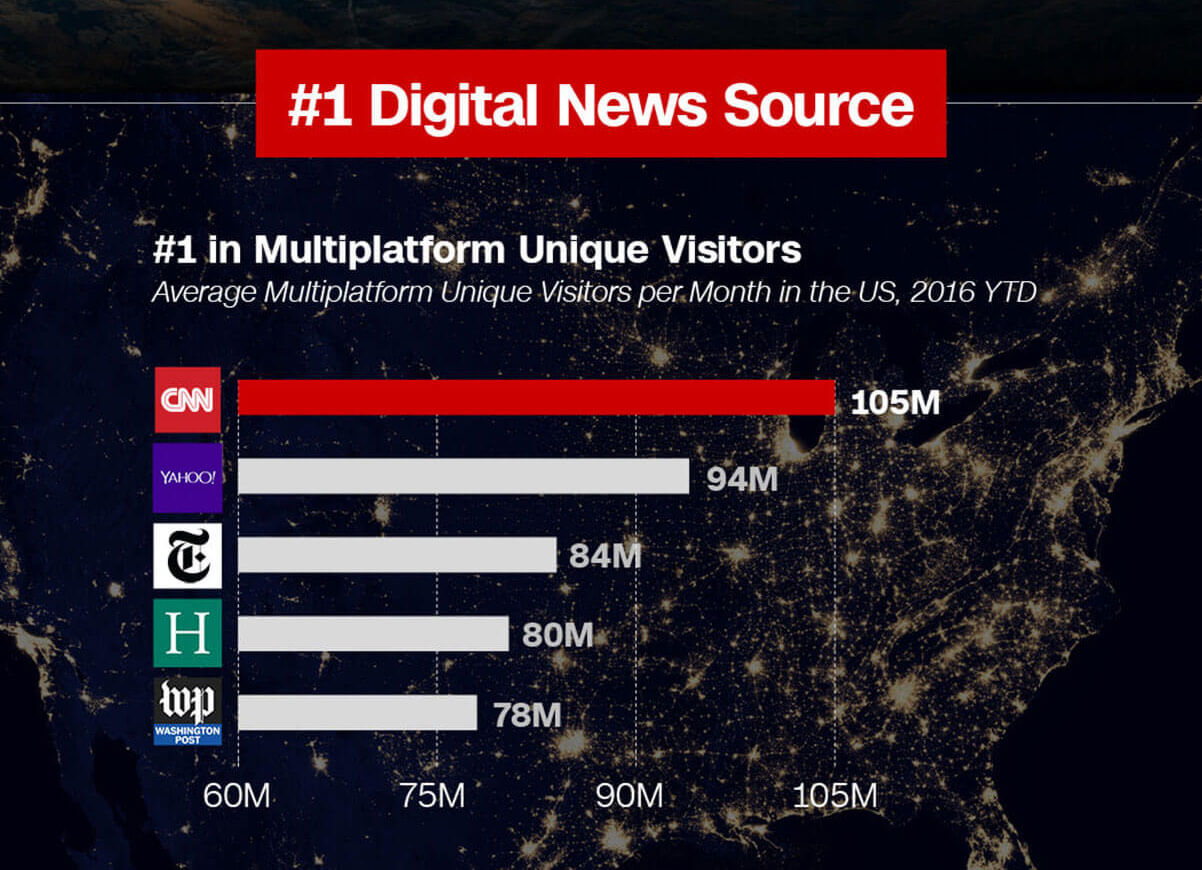 #1 Digital News Source
#1 in Multiplatform Unique Visitors
Average Multiplatform Unique Visitors per Month in the US, 2016 YTD
CNN
105M
YAHOO!
94M
T
84M
H
80M
wp
WASHINGTON
POST
78M
60M 75M 90M 105M